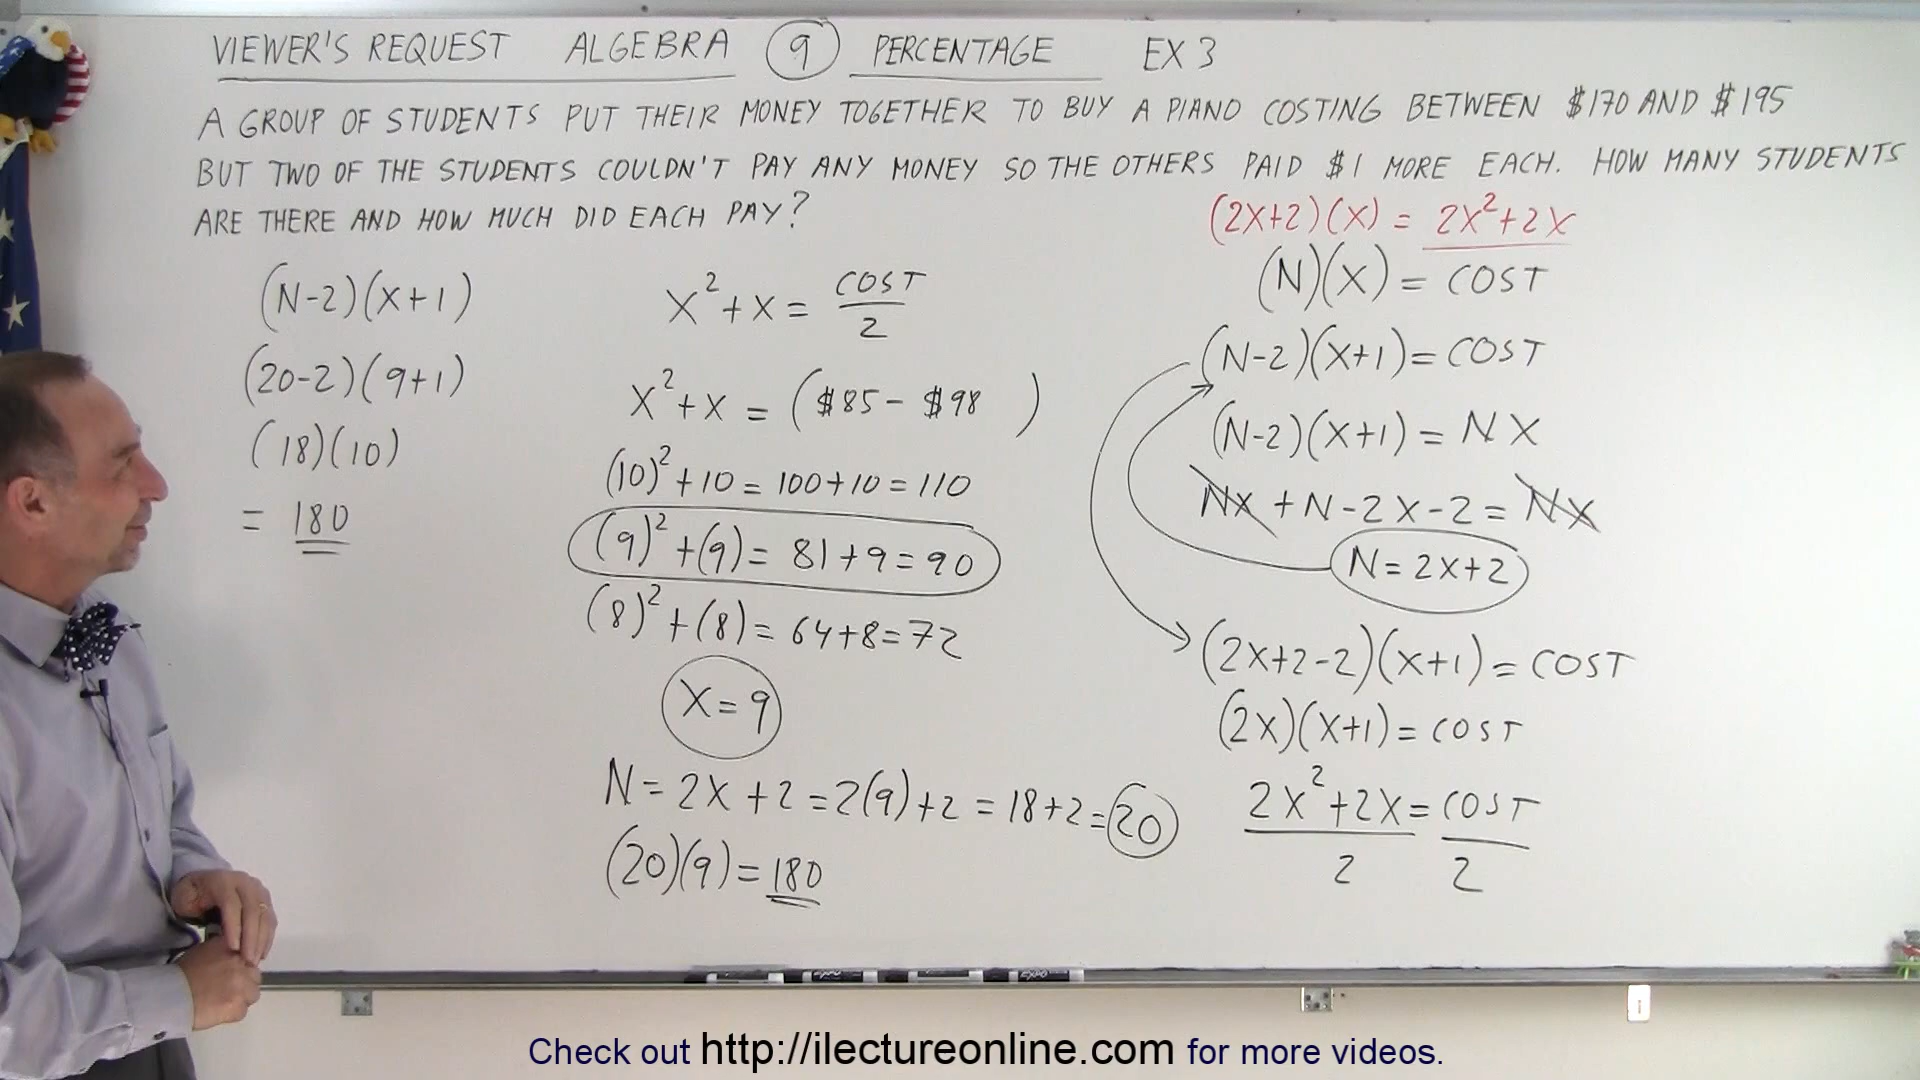 VIEWER'S REQUEST ALGEBRA 9 PERCENTAGE EX 3
A GROUP OF STUDENTS PUT THEIR MONEY TOGETHER TO BUY A PIANO COSTING BETWEEN $170 AND $195
BUT TWO OF THE STUDENTS COULDN'T PAY ANY MONEY SO THE OTHERS PAID $1 MORE EACH. HOW MANY STUDENTS
ARE THERE AND HOW MUCH DID EACH PAY?
(N-2)(X+1)
(20-2)(9+1)
(18)(10)
= 180
X²+X = COST/2
X²+X = ($85-$98 )
(10)²+10=100+10=110
(9)²+(9)=81+9=90
(8)²+(8)=64+8=72
X=9
N=2X+2=2(9)+2=18+2=20
(20)(9)=180
(2X+2)(X)=2X²+2X
(N)(X)=COST
(N-2)(X+1)=COST
(N-2)(X+1)=NX
NX+N-2X-2=NX
N=2X+2
(2X+2-2)(X+1)=COST
(2X)(X+1)=COST
2X²+2X=COST
2 2
EXPO EXPO
Check out http://ilectureonline.com for more videos.